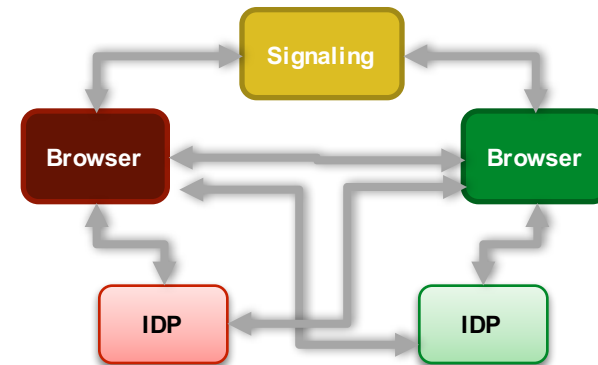 Signaling
Browser
Browser
IDP
IDP